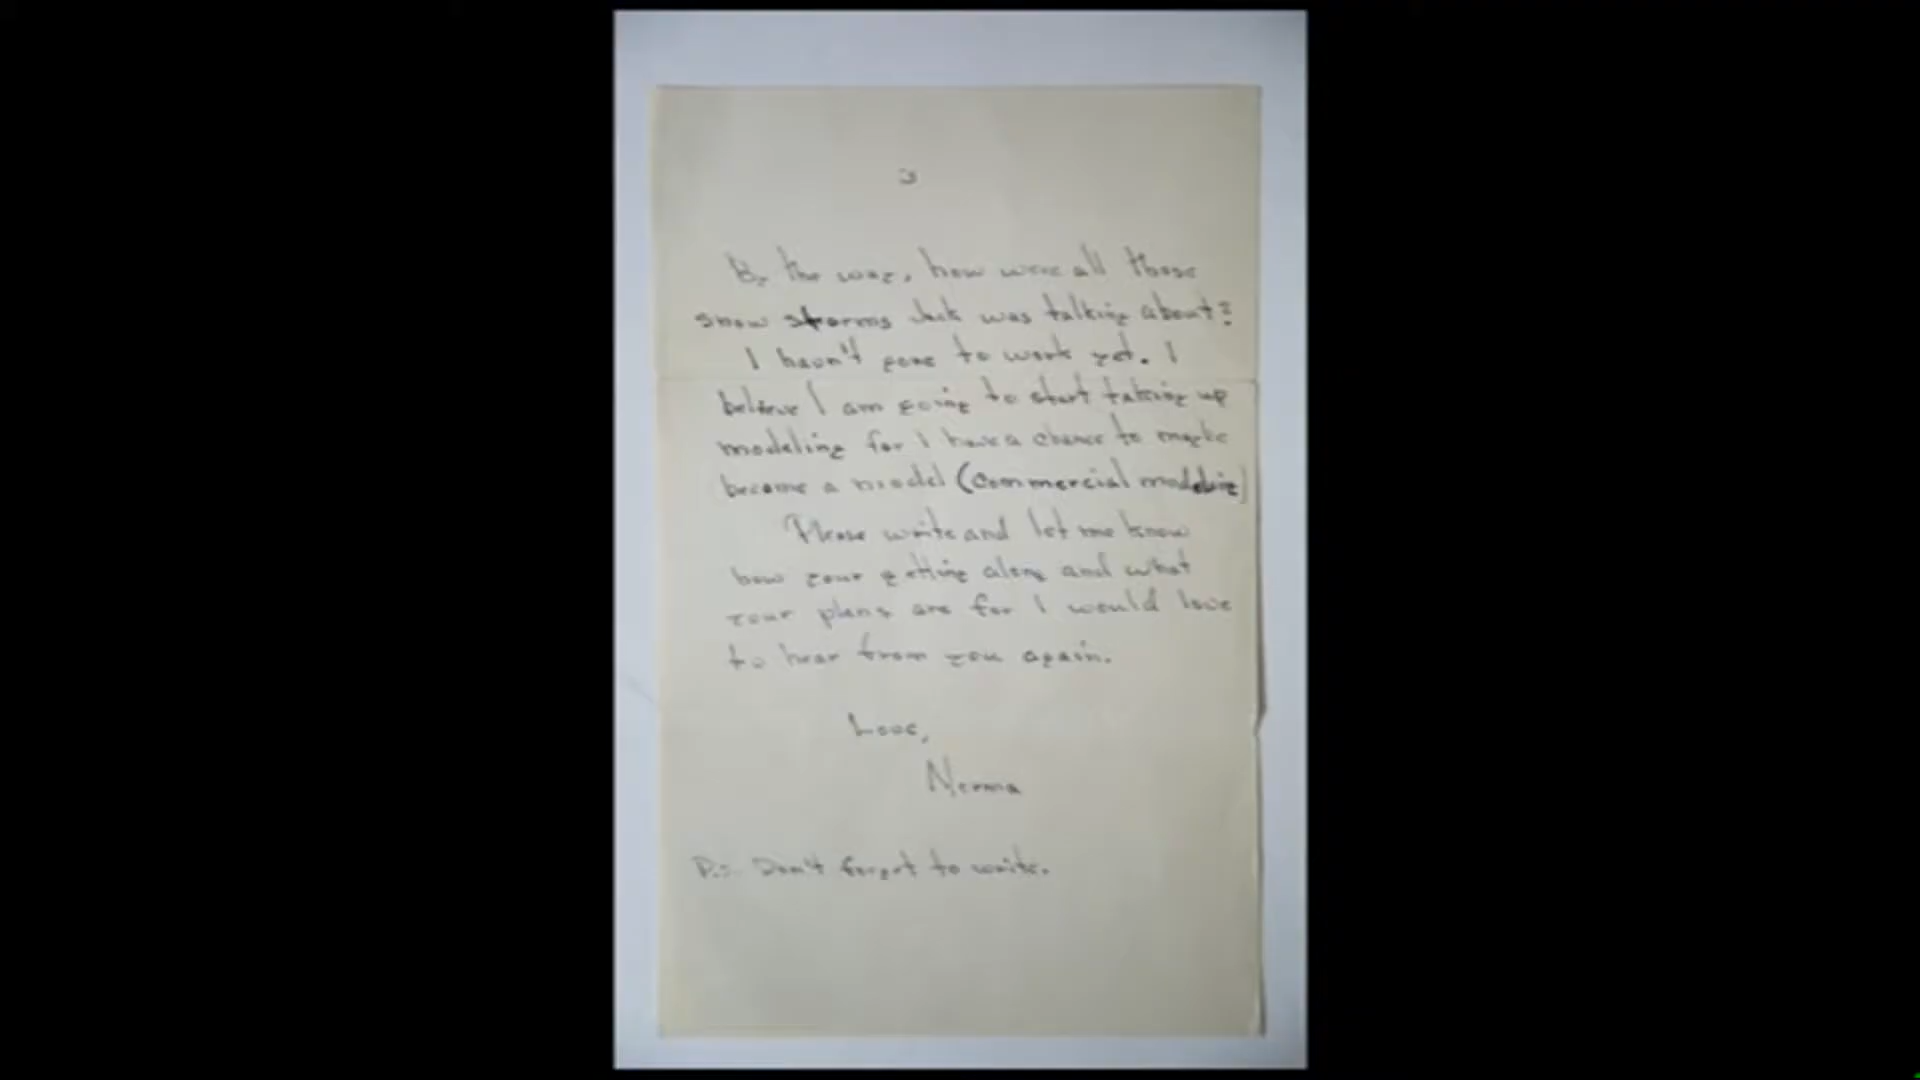 3
By the way, how were all those
snow storms Jack was talking about?
I havn't gone to work yet. I
believe I am going to start taking up
modeling for I have a chance to maybe
become a model (Commercial modeling)
Please write and let me know
how your getting along and what
your plans are for I would love
to hear from you again.
Love,
Norma
P.S. Don't forget to write.